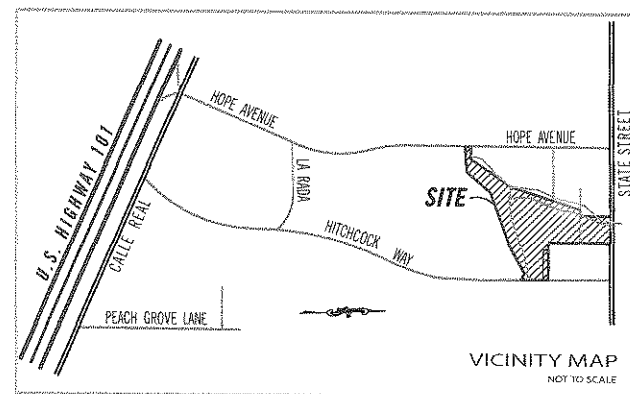 HOPE AVENUE
HOPE AVENUE
STATE STREET
LA RADA
U.S. HIGHWAY 101
CALLE REAL
SITE
HITCHCOCK WAY
PEACH GROVE LANE
VICINITY MAP
NOT TO SCALE